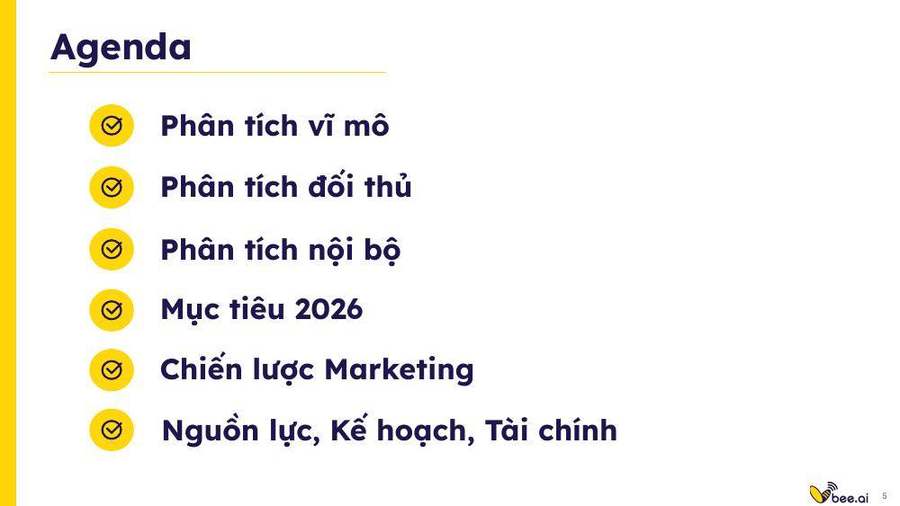 Agenda
Phân tích vĩ mô
Phân tích đối thủ
Phân tích nội bộ
Mục tiêu 2026
Chiến lược Marketing
Nguồn lực, Kế hoạch, Tài chính
Vbee.ai
5